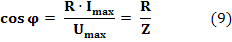 cos φ = R · I_max / U_max = R / Z (9)